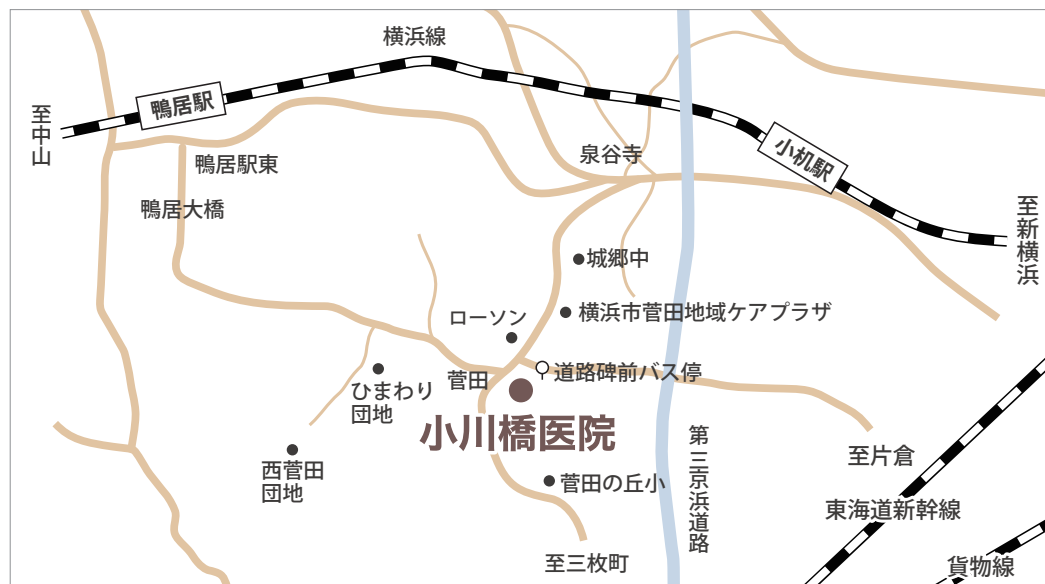 横浜線
鴨居駅
至中山
小机駅
泉谷寺
鴨居駅東
鴨居大橋
至新横浜
城郷中
横浜市菅田地域ケアプラザ
ローソン
道路碑前バス停
菅田
ひまわり
団地
小川橋医院
第三京浜道路
至片倉
西菅田
団地
菅田の丘小
東海道新幹線
至三枚町
貨物線